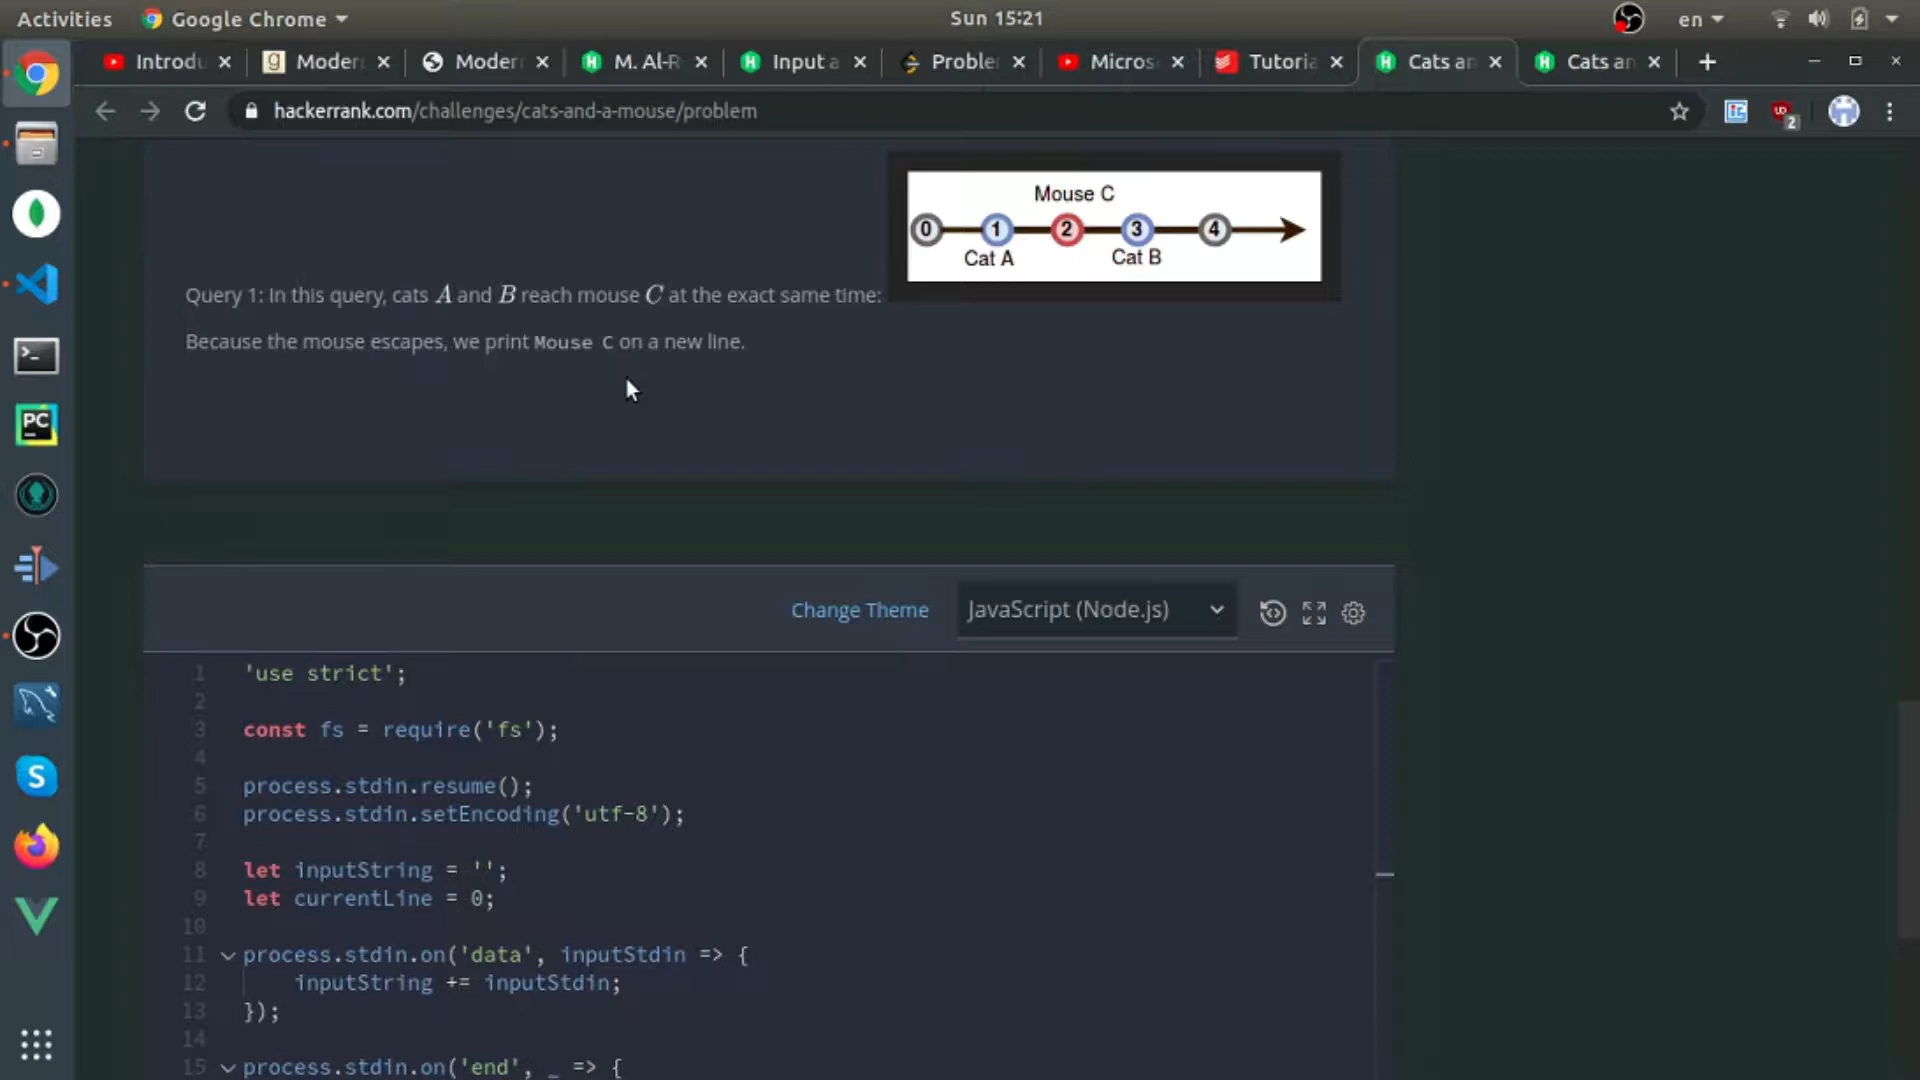 Activities
Google Chrome
Sun 15:21
en
Introdu
Moder
Moder
M. Al-R
Input a
Proble
Micros
Tutoria
Cats an
Cats an
hackerrank.com/challenges/cats-and-a-mouse/problem
2
Mouse C
0 1 2 3 4
Cat A Cat B
Query 1: In this query, cats A and B reach mouse C at the exact same time:
Because the mouse escapes, we print Mouse C on a new line.
PC
S
Change Theme
JavaScript (Node.js)
1 'use strict';
2
3 const fs = require('fs');
4
5 process.stdin.resume();
6 process.stdin.setEncoding('utf-8');
7
8 let inputString = '';
9 let currentLine = 0;
10
11 process.stdin.on('data', inputStdin => {
12 inputString += inputStdin;
13 });
14
15 process.stdin.on('end', _ => {